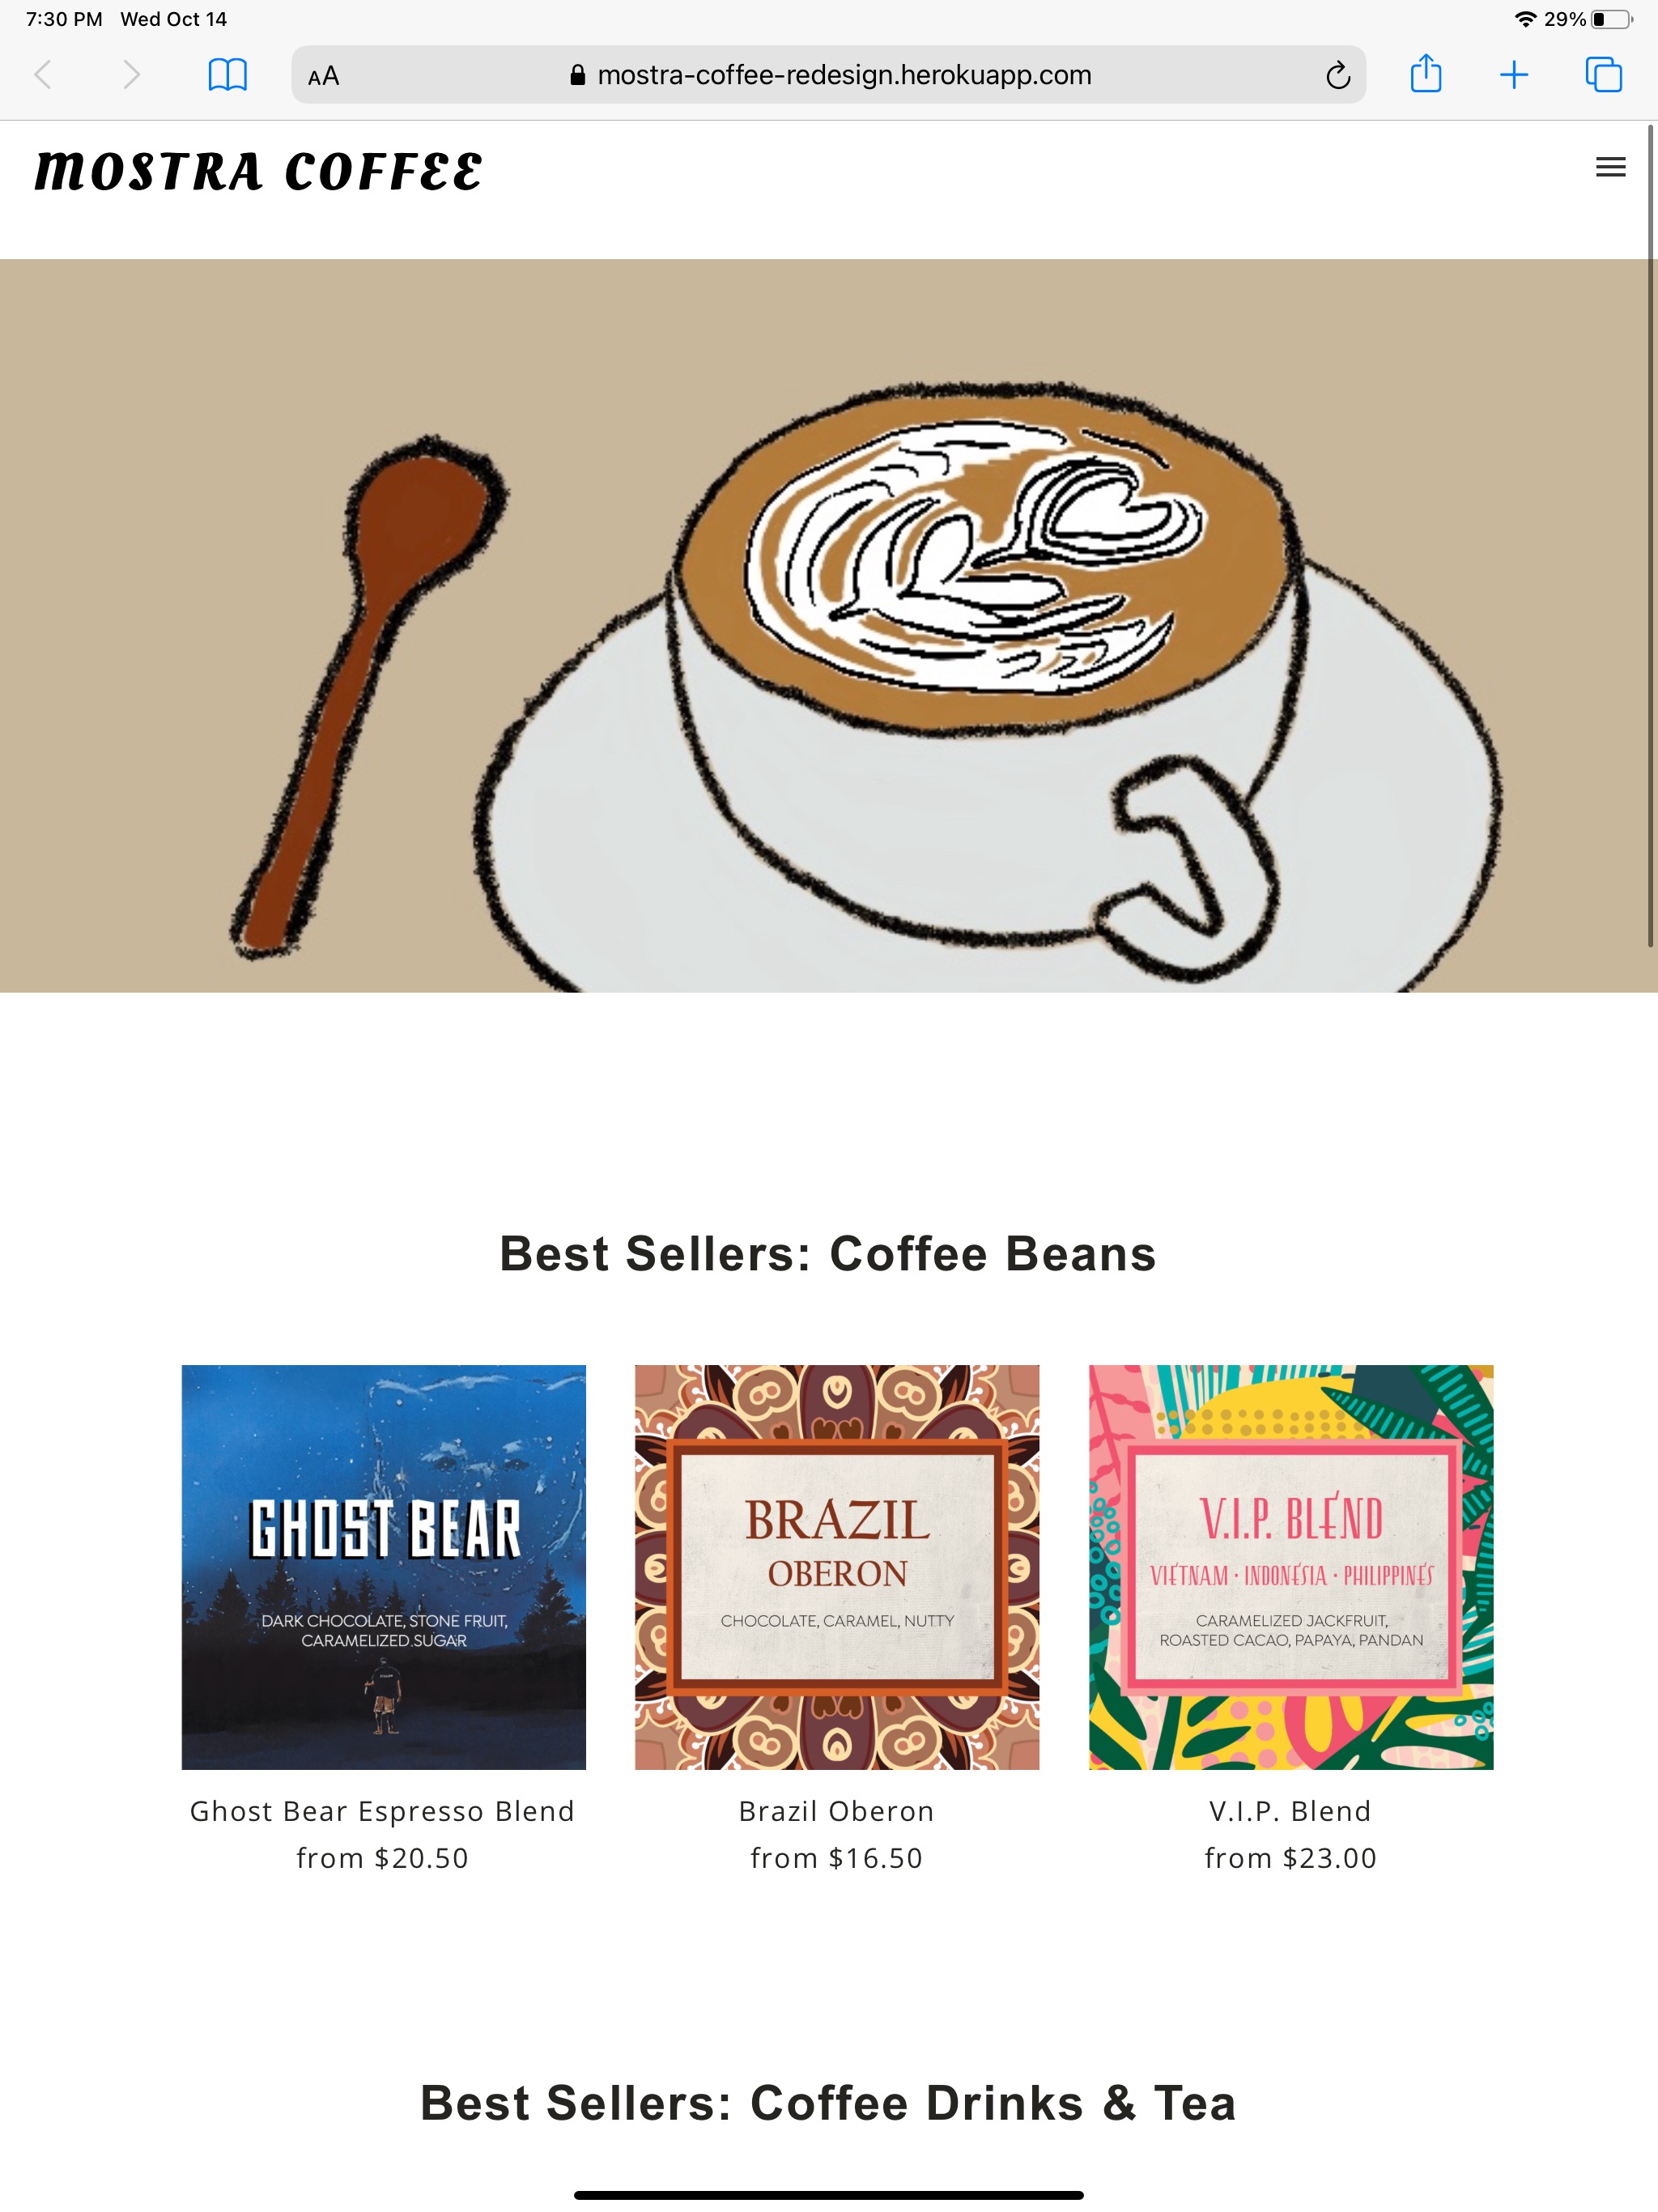 7:30 PM Wed Oct 14
29%
AA
mostra-coffee-redesign.herokuapp.com
MOSTRA COFFEE
Best Sellers: Coffee Beans
GHOST BEAR
DARK CHOCOLATE, STONE FRUIT,
CARAMELIZED SUGAR
BRAZIL
OBERON
CHOCOLATE, CARAMEL, NUTTY
V.I.P. BLEND
VIETNAM · INDONESIA · PHILIPPINES
CARAMELIZED JACKFRUIT,
ROASTED CACAO, PAPAYA, PANDAN
Ghost Bear Espresso Blend
from $20.50
Brazil Oberon
from $16.50
V.I.P. Blend
from $23.00
Best Sellers: Coffee Drinks & Tea